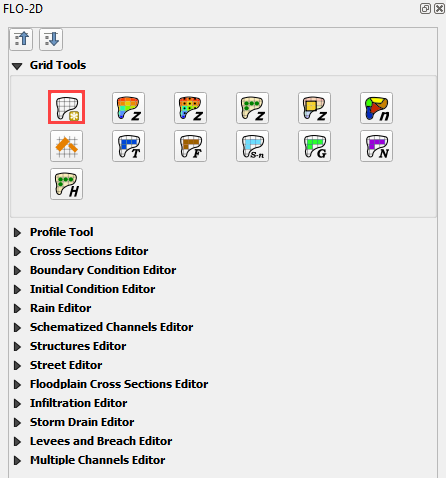 FLO-2D
Grid Tools
Z Z Z Z n
T F S-n G N
H
Profile Tool
Cross Sections Editor
Boundary Condition Editor
Initial Condition Editor
Rain Editor
Schematized Channels Editor
Structures Editor
Street Editor
Floodplain Cross Sections Editor
Infiltration Editor
Storm Drain Editor
Levees and Breach Editor
Multiple Channels Editor